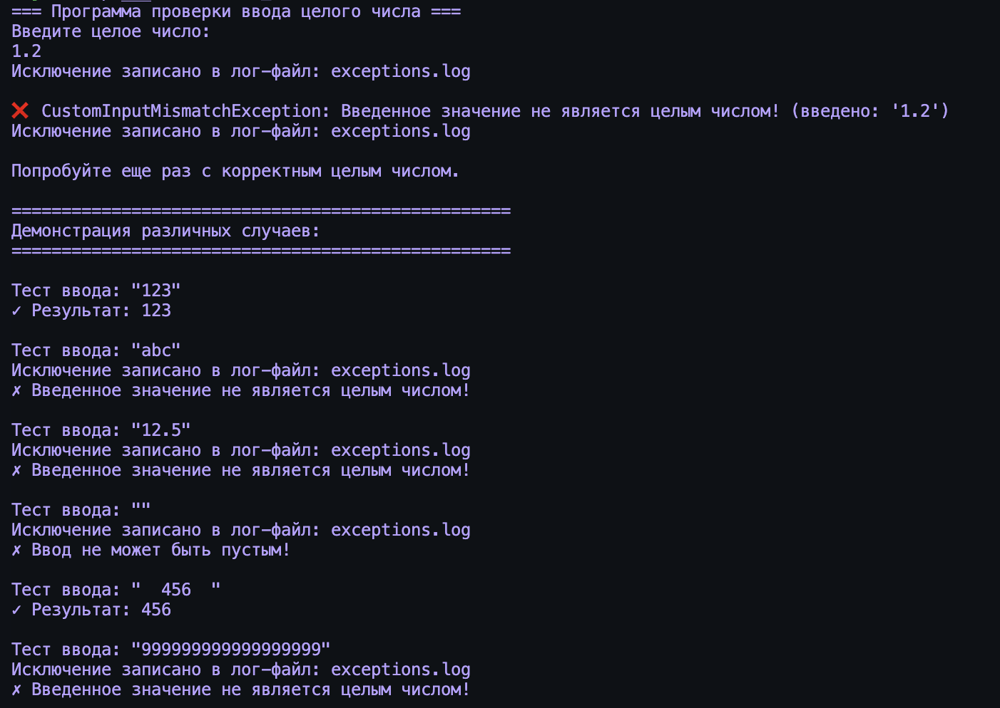 === Программа проверки ввода целого числа ===
Введите целое число:
1.2
Исключение записано в лог-файл: exceptions.log
❌ CustomInputMismatchException: Введенное значение не является целым числом! (введено: '1.2')
Исключение записано в лог-файл: exceptions.log
Попробуйте еще раз с корректным целым числом.
==================================================
Демонстрация различных случаев:
==================================================
Тест ввода: "123"
✓ Результат: 123
Тест ввода: "abc"
Исключение записано в лог-файл: exceptions.log
✗ Введенное значение не является целым числом!
Тест ввода: "12.5"
Исключение записано в лог-файл: exceptions.log
✗ Введенное значение не является целым числом!
Тест ввода: ""
Исключение записано в лог-файл: exceptions.log
✗ Ввод не может быть пустым!
Тест ввода: "  456  "
✓ Результат: 456
Тест ввода: "999999999999999999"
Исключение записано в лог-файл: exceptions.log
✗ Введенное значение не является целым числом!